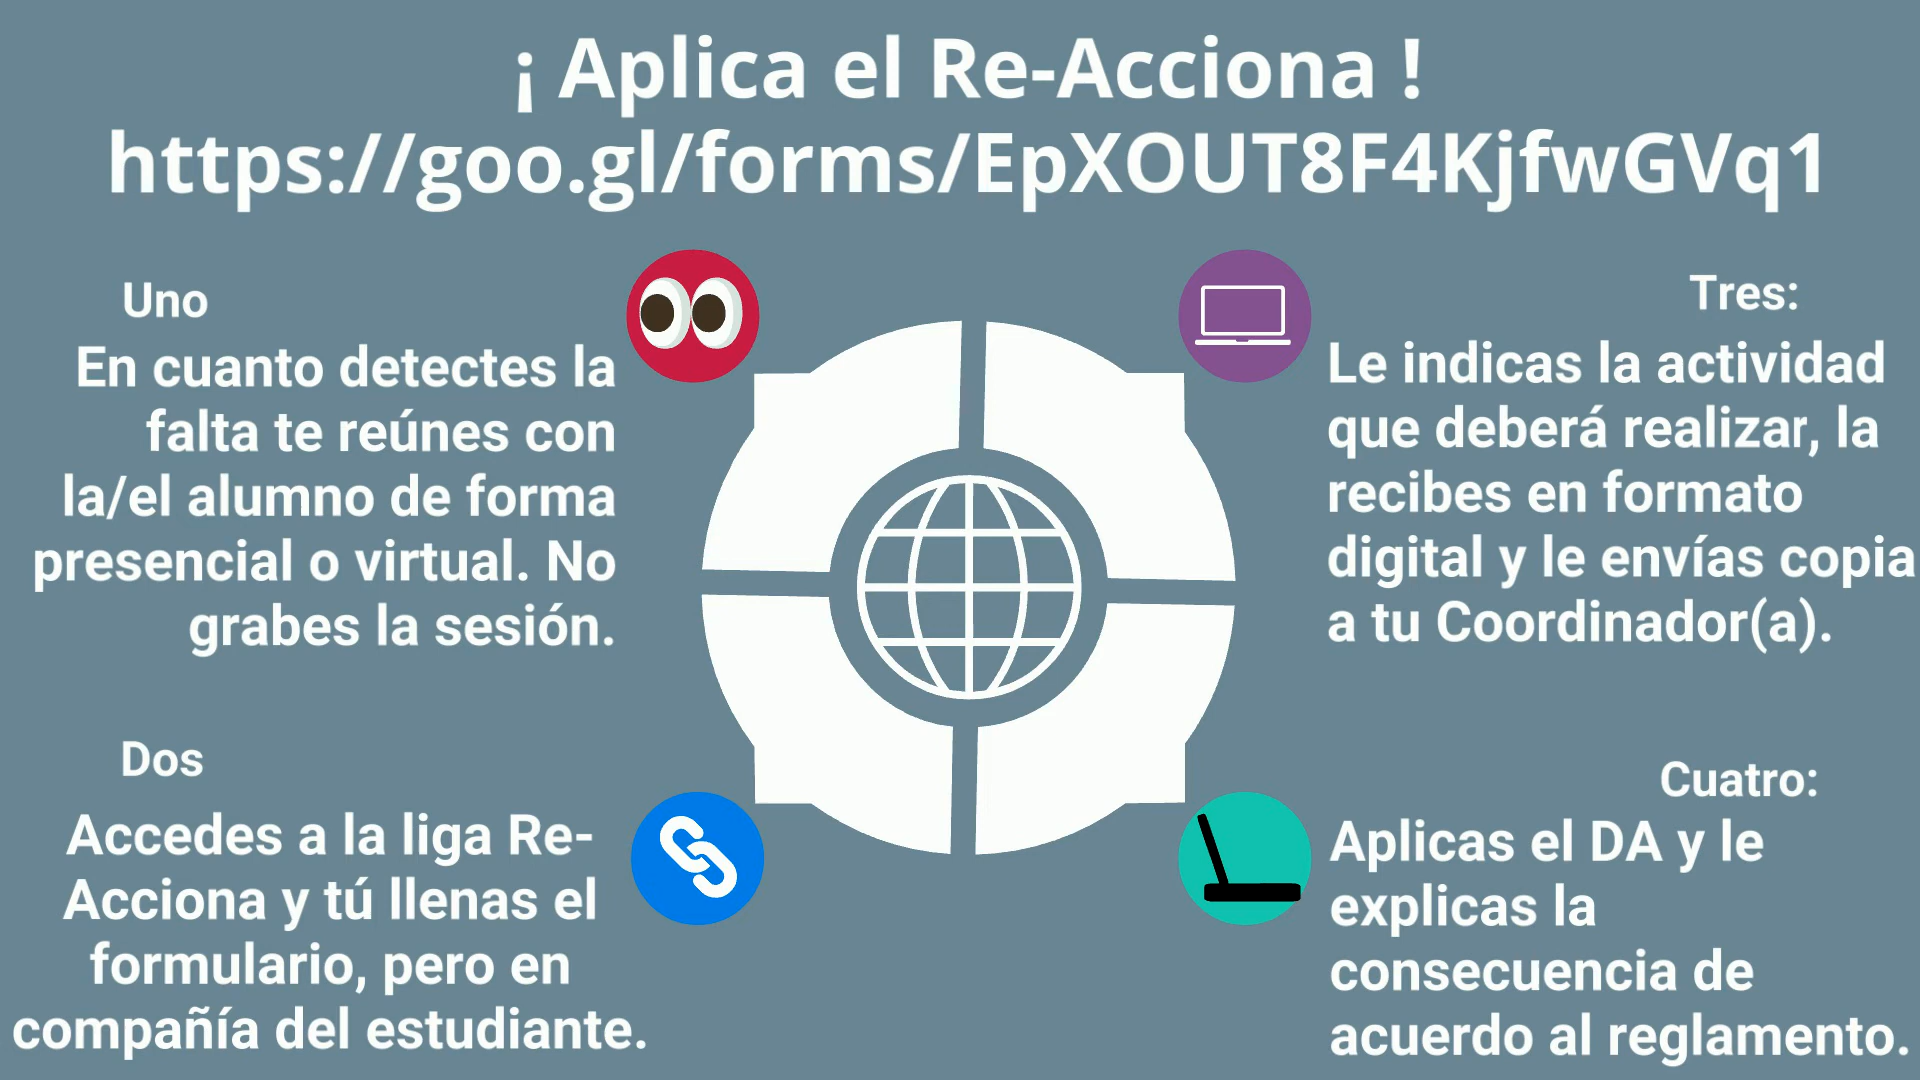 ¡ Aplica el Re-Acciona !
https://goo.gl/forms/EpXOUT8F4KjfwGVq1
Uno
En cuanto detectes la
falta te reúnes con
la/el alumno de forma
presencial o virtual. No
grabes la sesión.
Dos
Accedes a la liga Re-
Acciona y tú llenas el
formulario, pero en
compañía del estudiante.
Tres:
Le indicas la actividad
que deberá realizar, la
recibes en formato
digital y le envías copia
a tu Coordinador(a).
Cuatro:
Aplicas el DA y le
explicas la
consecuencia de
acuerdo al reglamento.